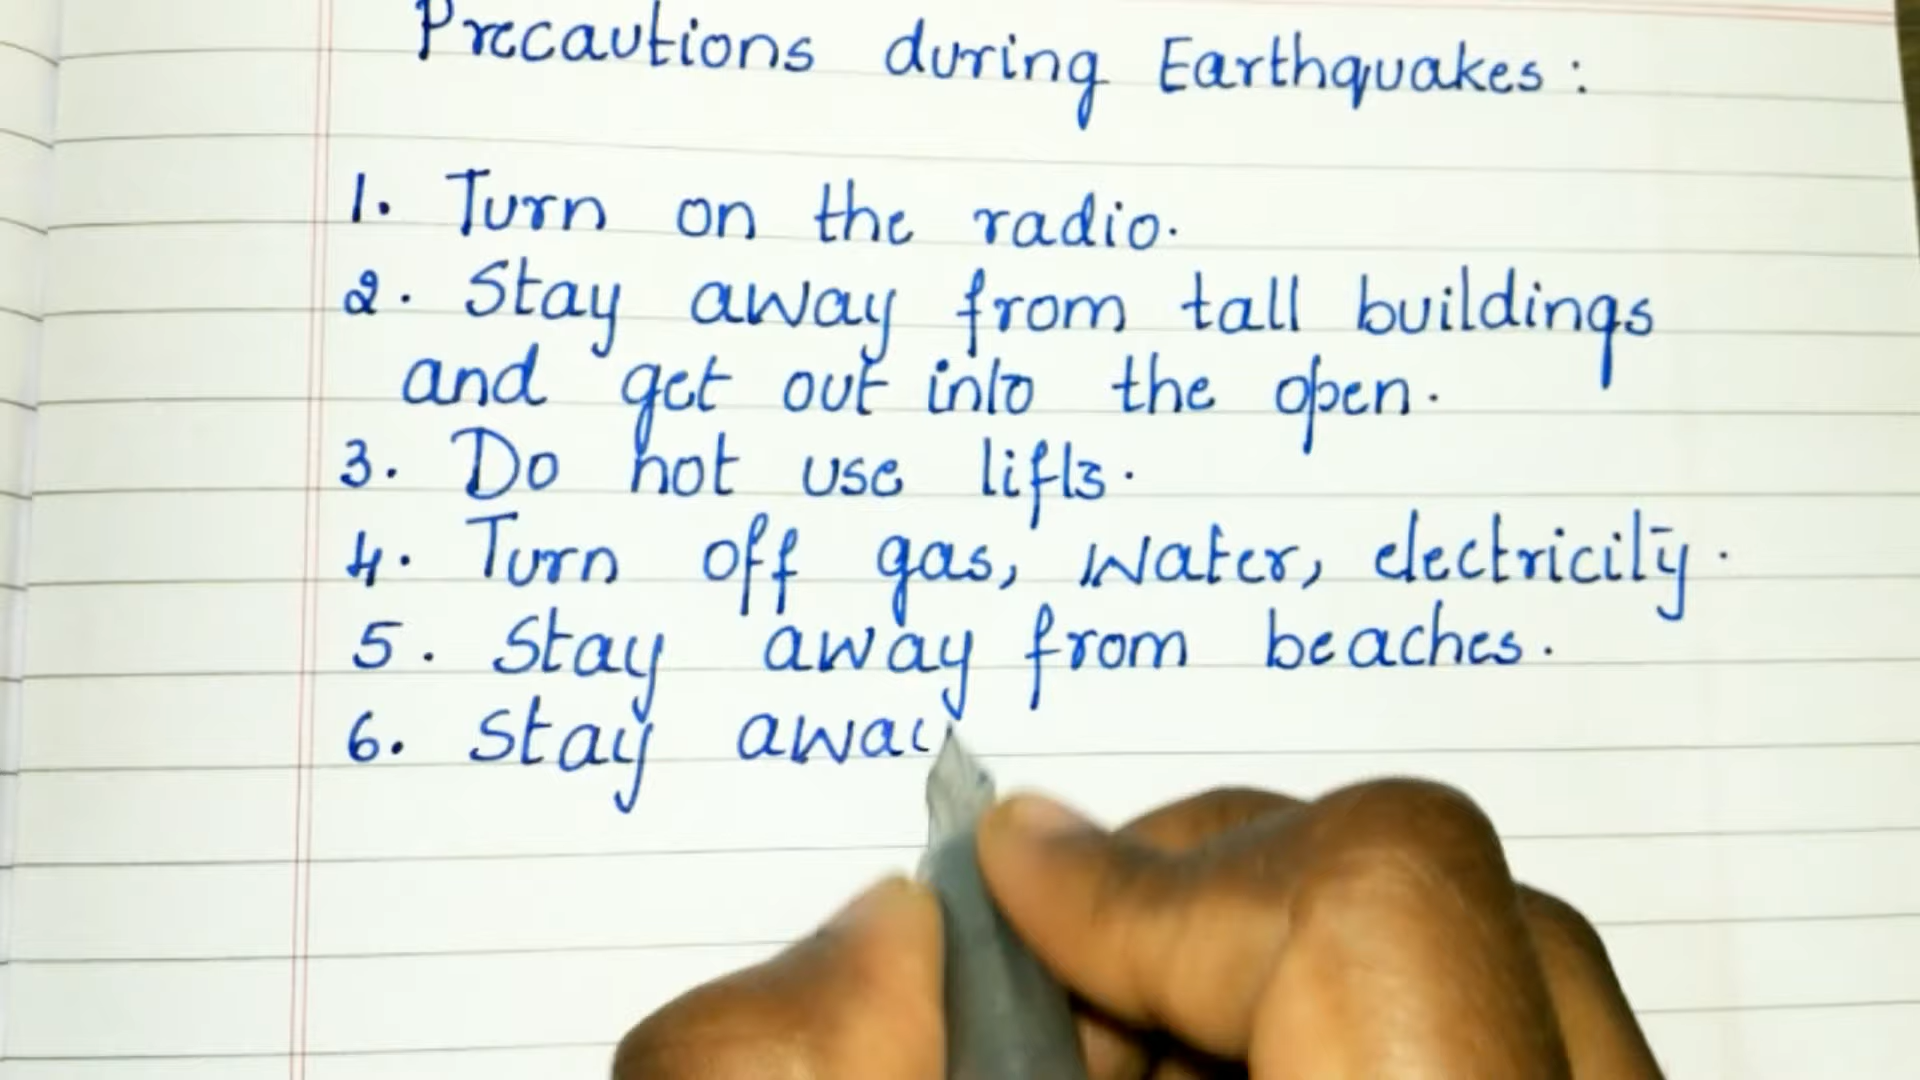 Precautions during Earthquakes:
1. Turn on the radio.
2. Stay away from tall buildings
and get out into the open.
3. Do not use lifts.
4. Turn off gas, water, electricity.
5. Stay away from beaches.
6. Stay away